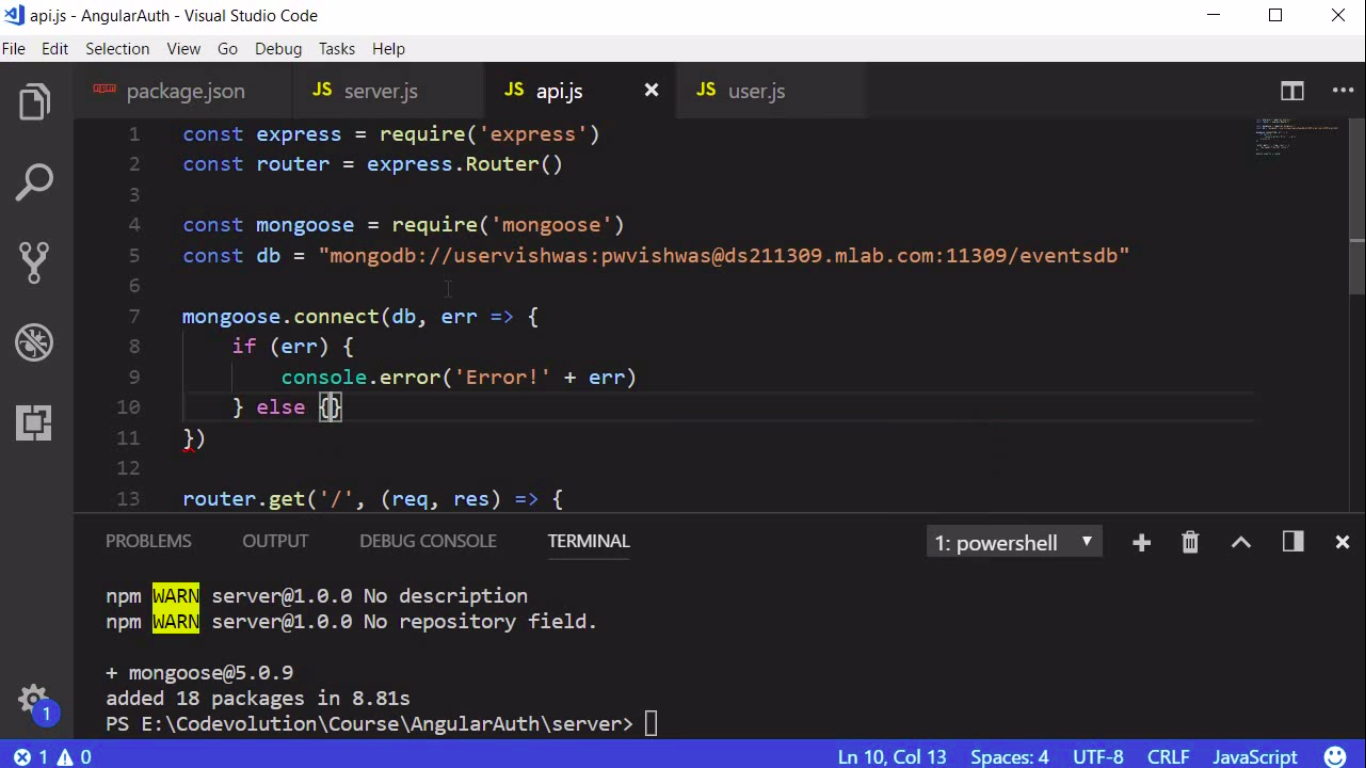 api.js - AngularAuth - Visual Studio Code
File Edit Selection View Go Debug Tasks Help
npm package.json JS server.js JS api.js JS user.js
1 const express = require('express')
2 const router = express.Router()
3
4 const mongoose = require('mongoose')
5 const db = "mongodb://uservishwas:pwvishwas@ds211309.mlab.com:11309/eventsdb"
6
7 mongoose.connect(db, err => {
8 if (err) {
9 console.error('Error!' + err)
10 } else {}
11 })
12
13 router.get('/', (req, res) => {
PROBLEMS OUTPUT DEBUG CONSOLE TERMINAL 1: powershell
npm WARN server@1.0.0 No description
npm WARN server@1.0.0 No repository field.
+ mongoose@5.0.9
added 18 packages in 8.81s
PS E:\Codevolution\Course\AngularAuth\server>
1
1 0 Ln 10, Col 13 Spaces: 4 UTF-8 CRLF JavaScript